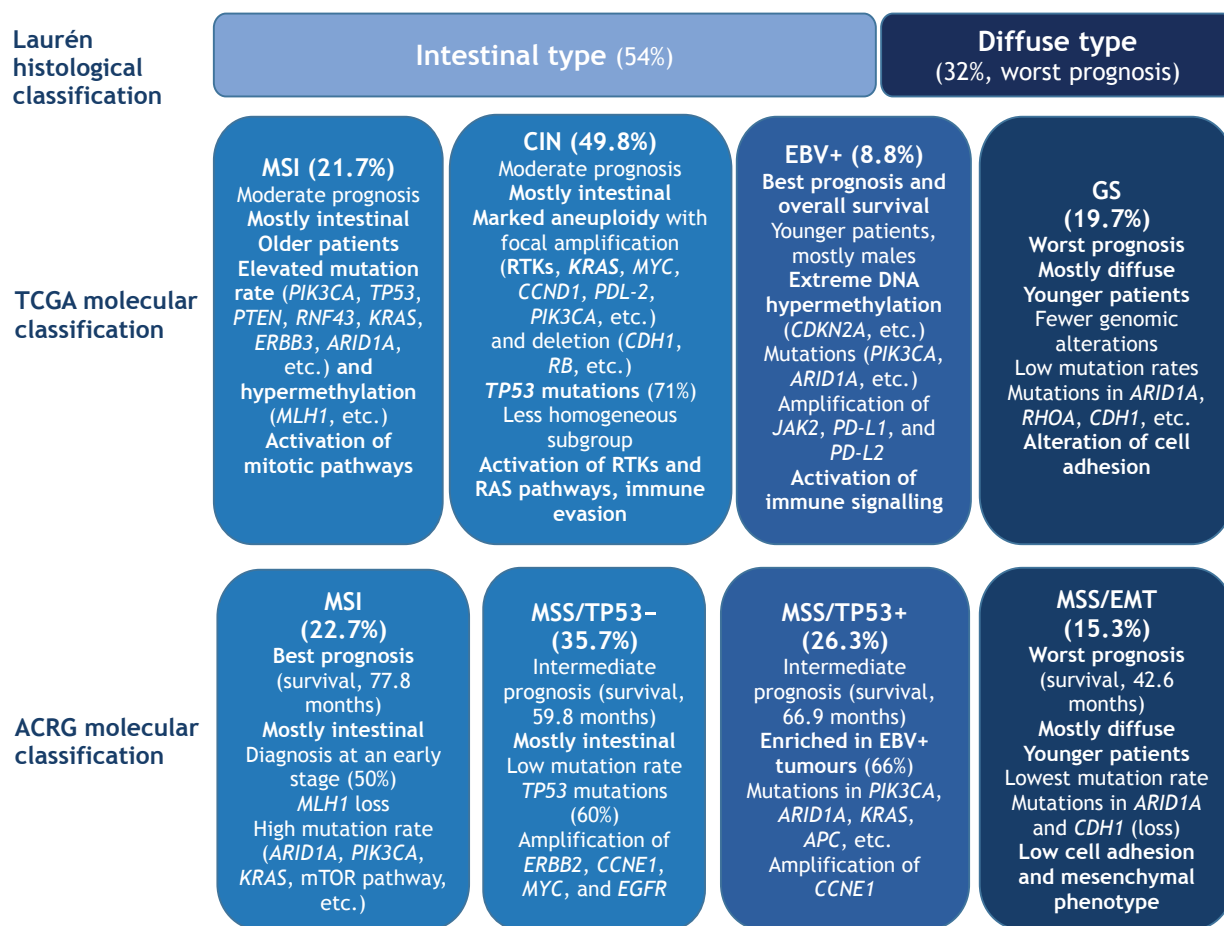 Laurén
histological
classification
Intestinal type (54%)
Diffuse type
(32%, worst prognosis)
TCGA molecular
classification
MSI (21.7%)
Moderate prognosis
Mostly intestinal
Older patients
Elevated mutation
rate (PIK3CA, TP53,
PTEN, RNF43, KRAS,
ERBB3, ARID1A,
etc.) and
hypermethylation
(MLH1, etc.)
Activation of
mitotic pathways
CIN (49.8%)
Moderate prognosis
Mostly intestinal
Marked aneuploidy with
focal amplification
(RTKs, KRAS, MYC,
CCND1, PDL-2,
PIK3CA, etc.)
and deletion (CDH1,
RB, etc.)
TP53 mutations (71%)
Less homogeneous
subgroup
Activation of RTKs and
RAS pathways, immune
evasion
EBV+ (8.8%)
Best prognosis and
overall survival
Younger patients,
mostly males
Extreme DNA
hypermethylation
(CDKN2A, etc.)
Mutations (PIK3CA,
ARID1A, etc.)
Amplification of
JAK2, PD-L1, and
PD-L2
Activation of
immune signalling
GS
(19.7%)
Worst prognosis
Mostly diffuse
Younger patients
Fewer genomic
alterations
Low mutation rates
Mutations in ARID1A,
RHOA, CDH1, etc.
Alteration of cell
adhesion
ACRG molecular
classification
MSI
(22.7%)
Best prognosis
(survival, 77.8
months)
Mostly intestinal
Diagnosis at an early
stage (50%)
MLH1 loss
High mutation rate
(ARID1A, PIK3CA,
KRAS, mTOR pathway,
etc.)
MSS/TP53−
(35.7%)
Intermediate
prognosis (survival,
59.8 months)
Mostly intestinal
Low mutation rate
TP53 mutations
(60%)
Amplification of
ERBB2, CCNE1,
MYC, and EGFR
MSS/TP53+
(26.3%)
Intermediate
prognosis (survival,
66.9 months)
Enriched in EBV+
tumours (66%)
Mutations in PIK3CA,
ARID1A, KRAS,
APC, etc.
Amplification of
CCNE1
MSS/EMT
(15.3%)
Worst prognosis
(survival, 42.6
months)
Mostly diffuse
Younger patients
Lowest mutation rate
Mutations in ARID1A
and CDH1 (loss)
Low cell adhesion
and mesenchymal
phenotype